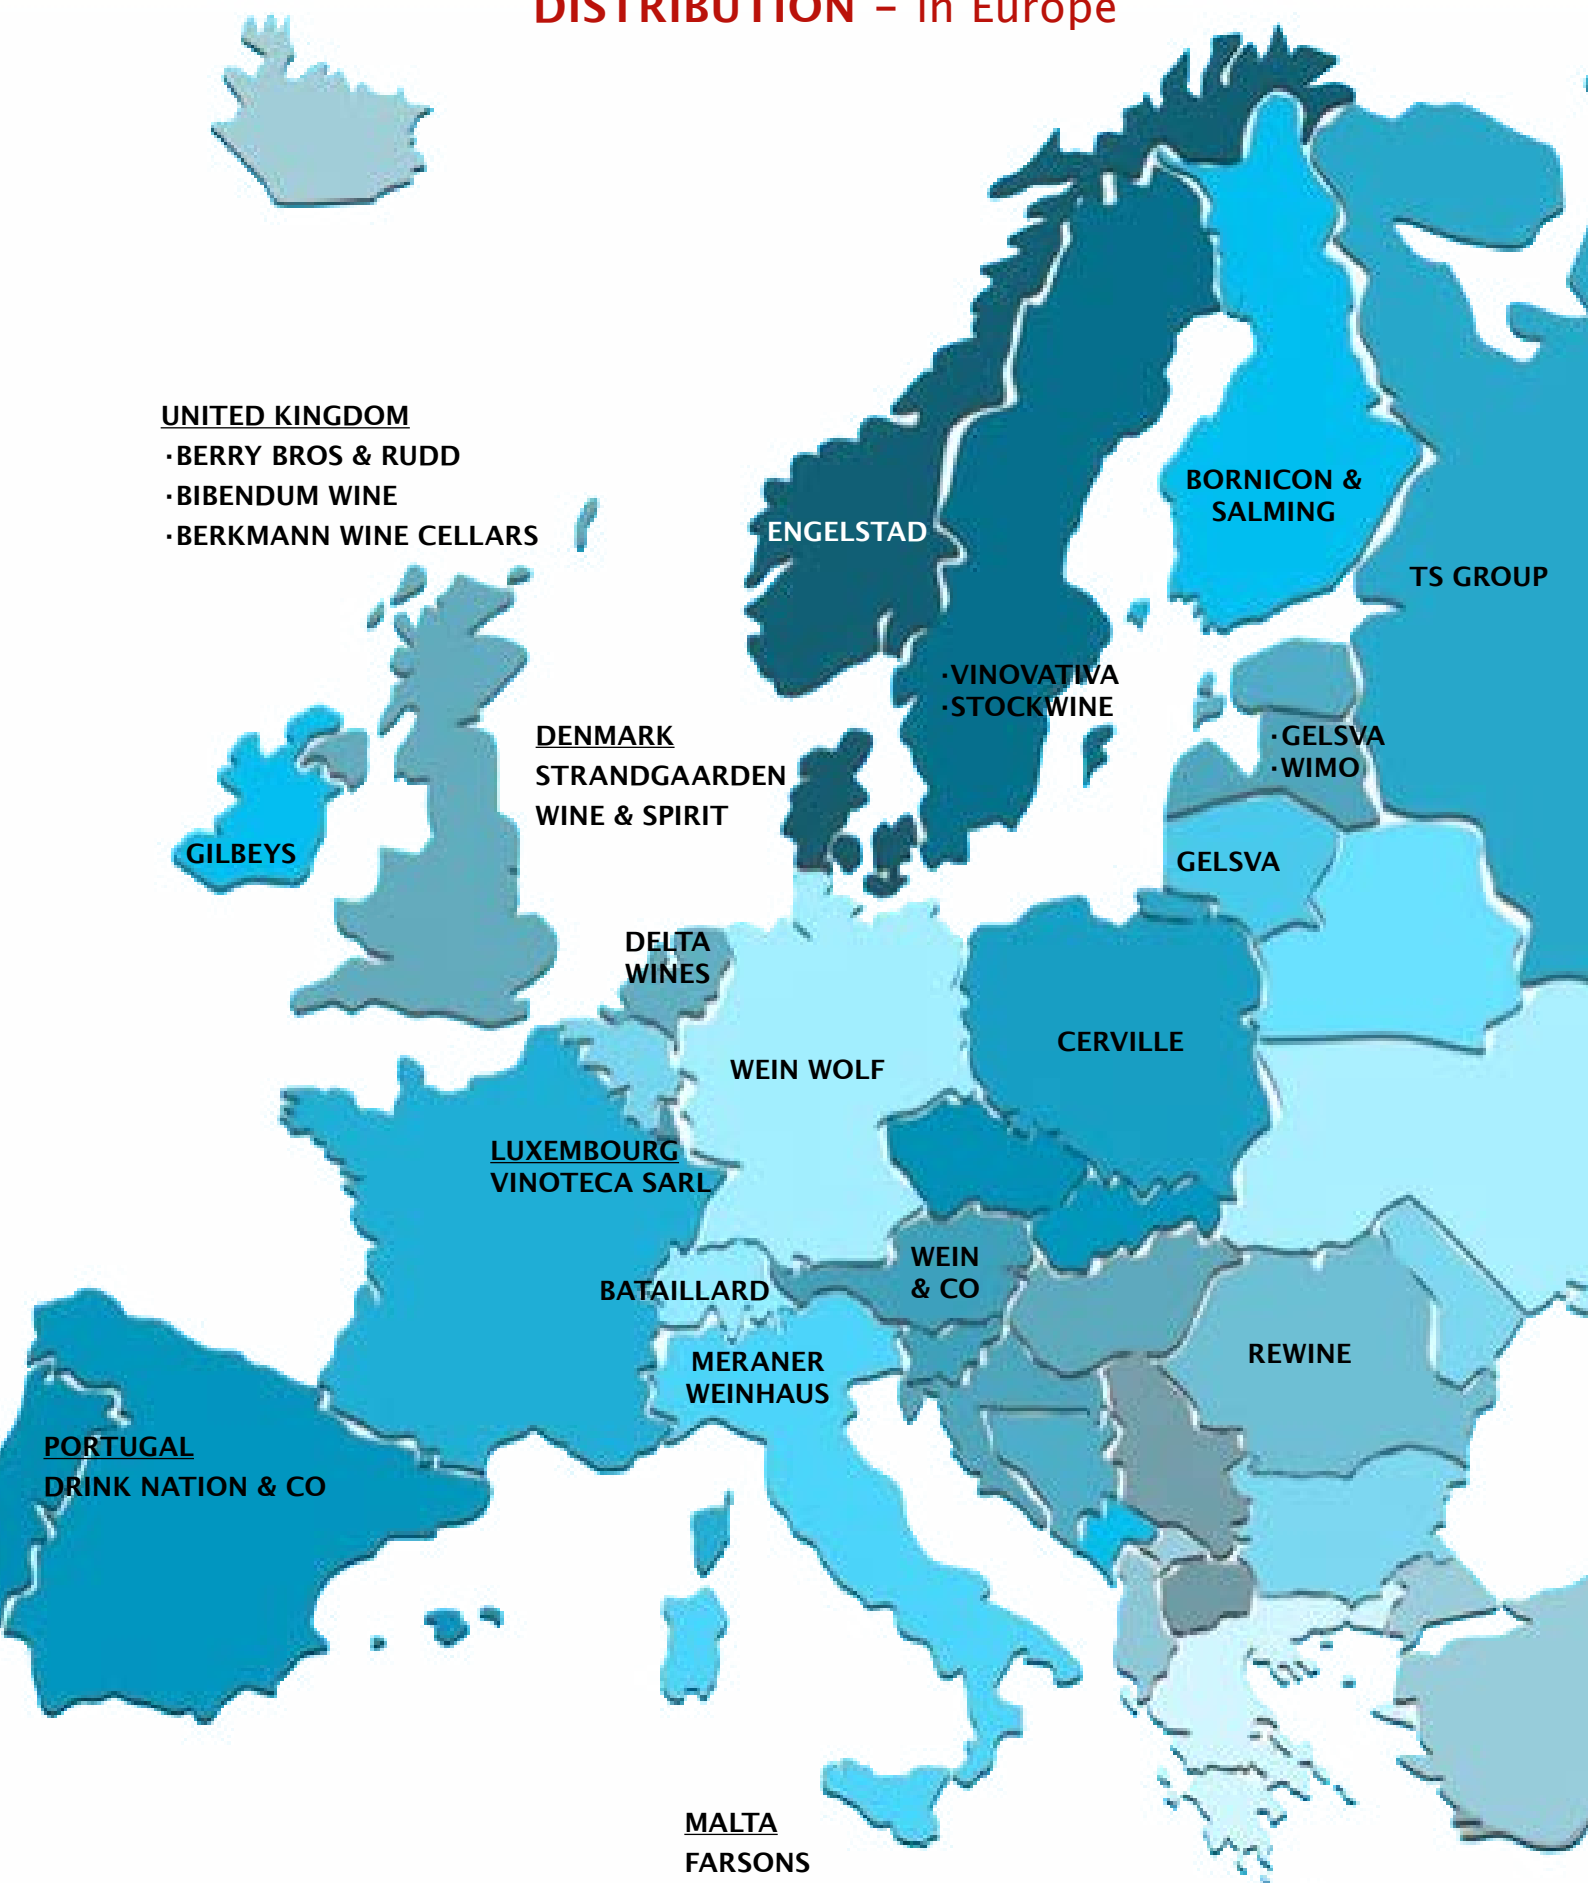 DISTRIBUTION – in Europe
UNITED KINGDOM
·BERRY BROS & RUDD
·BIBENDUM WINE
·BERKMANN WINE CELLARS
ENGELSTAD
BORNICON &
SALMING
TS GROUP
·VINOVATIVA
·STOCKWINE
DENMARK
STRANDGAARDEN
WINE & SPIRIT
·GELSVA
·WIMO
GILBEYS
GELSVA
DELTA
WINES
WEIN WOLF
CERVILLE
LUXEMBOURG
VINOTECA SARL
WEIN
& CO
BATAILLARD
MERANER
WEINHAUS
REWINE
PORTUGAL
DRINK NATION & CO
MALTA
FARSONS